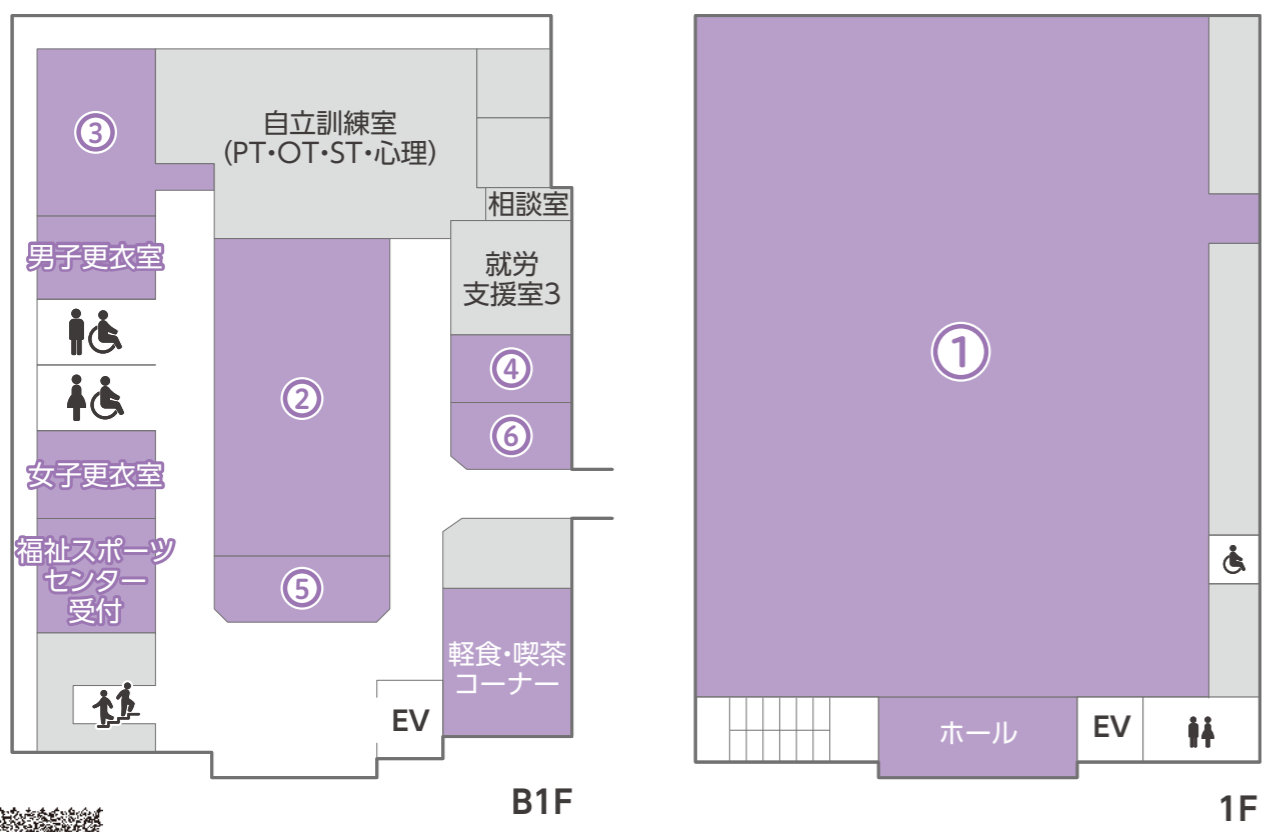 ③
自立訓練室
(PT・OT・ST・心理)
相談室
男子更衣室
就労
支援室3
②
④
⑥
女子更衣室
福祉スポーツ
センター
受付
⑤
軽食・喫茶
コーナー
EV
B1F
①
ホール
EV
1F